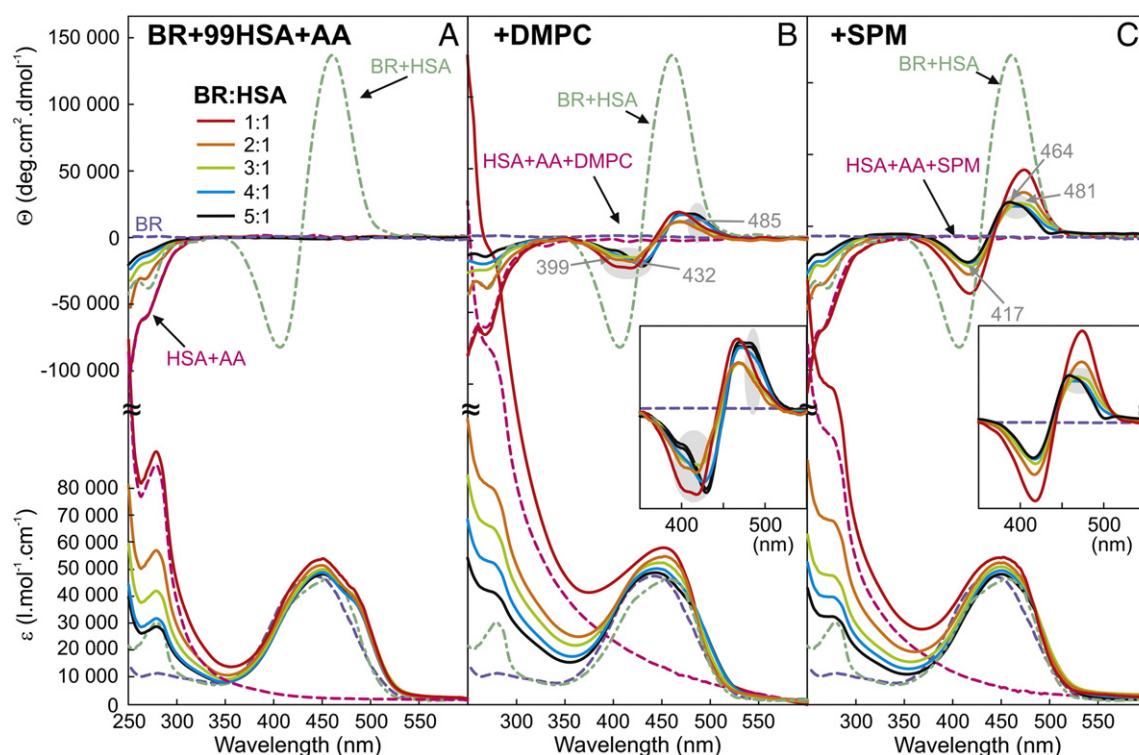 BR+99HSA+AA A
+DMPC B
+SPM C
Θ (deg.cm².dmol⁻¹)
150 000
100 000
50 000
0
-50 000
-100 000
BR+HSA
BR:HSA
1:1
2:1
3:1
4:1
5:1
BR
HSA+AA
BR+HSA
HSA+AA+DMPC
485
399
432
BR+HSA
HSA+AA+SPM
464
481
417
400 500
(nm)
400 500
(nm)
ε (l.mol⁻¹.cm⁻¹)
80 000
70 000
60 000
50 000
40 000
30 000
20 000
10 000
0
250 300 350 400 450 500 550
300 350 400 450 500 550
300 350 400 450 500 550
Wavelength (nm)
Wavelength (nm)
Wavelength (nm)